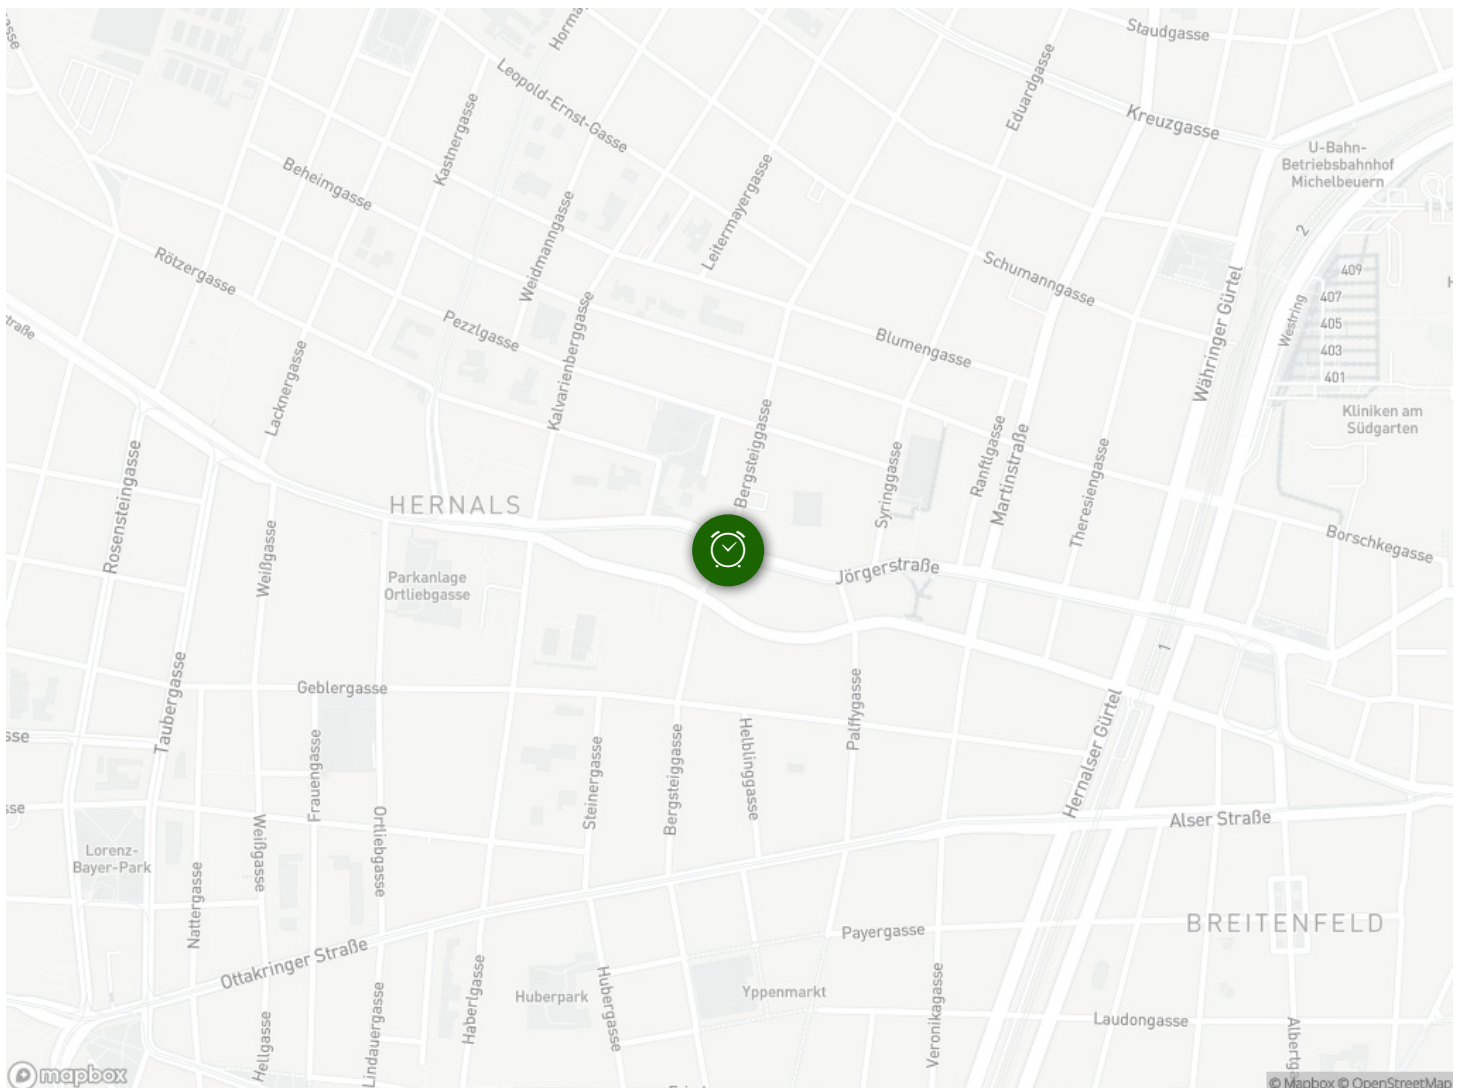 Staudgasse
Leopold-Ernst-Gasse
Kastnergasse
Eduardgasse
Kreuzgasse
U-Bahn-
Betriebsbahnhof
Michelbeuern
Beheimgasse
Leitermayergasse
Weidmanngasse
2
Rötzergasse
Schumanngasse
409
407
405
403
401
Westring
Währinger Gürtel
Pezzlgasse
Kalvarienberggasse
Blumengasse
Lacknergasse
Kliniken am
Südgarten
Bergsteiggasse
Ranftlgasse
Martinstraße
Theresiengasse
Syringgasse
Rosensteingasse
HERNALS
Weißgasse
Borschkegasse
Jörgerstraße
Parkanlage
Ortliebgasse
1
Taubergasse
Geblergasse
Palffygasse
Hernalser Gürtel
Frauengasse
Steinergasse
Bergsteiggasse
Helblinggasse
Alser Straße
Ortliebgasse
Weißgasse
Lorenz-
Bayer-Park
Nattergasse
BREITENFELD
Payergasse
Ottakringer Straße
Haberlgasse
Huberpark
Hubergasse
Yppenmarkt
Veronikagasse
Laudongasse
Hellgasse
Lindauergasse
mapbox
© Mapbox © OpenStreetMap